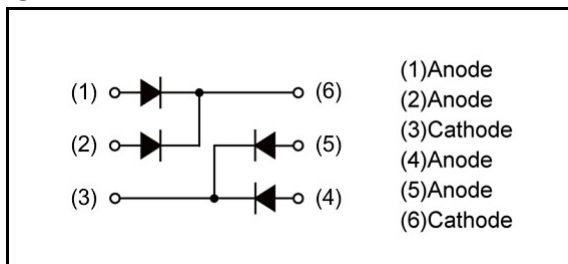 (1) (6)
(2) (5)
(3) (4)
(1)Anode
(2)Anode
(3)Cathode
(4)Anode
(5)Anode
(6)Cathode